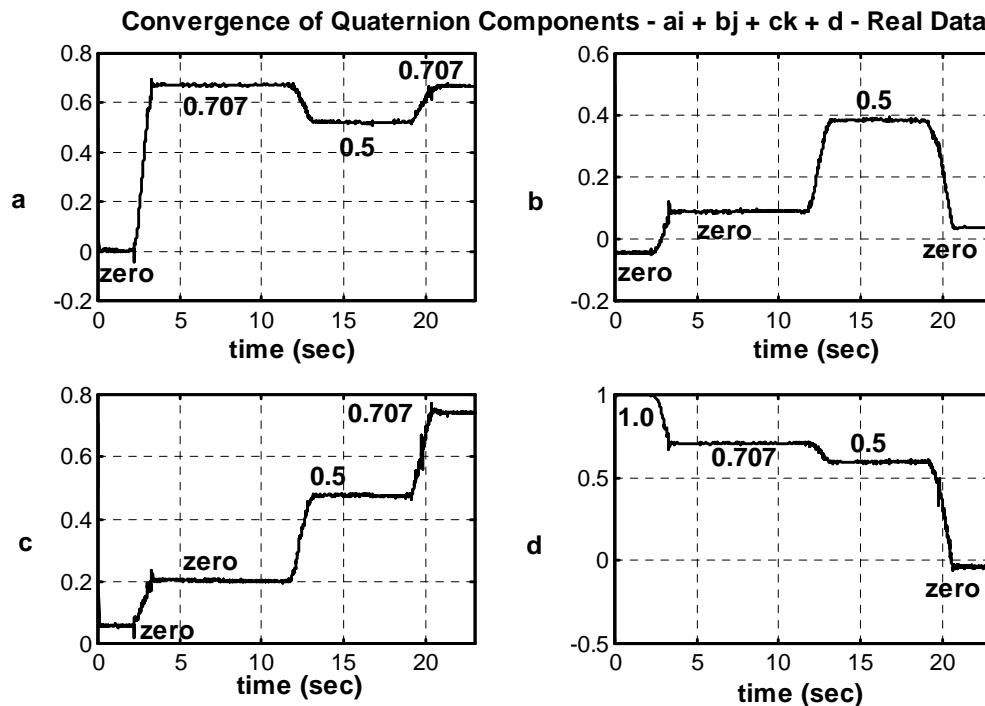 Convergence of Quaternion Components - ai + bj + ck + d - Real Data
0.8
0.6
0.4
0.2
0
-0.2
a
0.707
0.707
0.5
zero
0 5 10 15 20
time (sec)
0.6
0.4
0.2
0
-0.2
b
0.5
zero
zero
zero
0 5 10 15 20
time (sec)
0.8
0.6
0.4
0.2
0
c
0.707
0.5
zero
zero
0 5 10 15 20
time (sec)
1
0.5
0
-0.5
d
1.0
0.707
0.5
zero
0 5 10 15 20
time (sec)